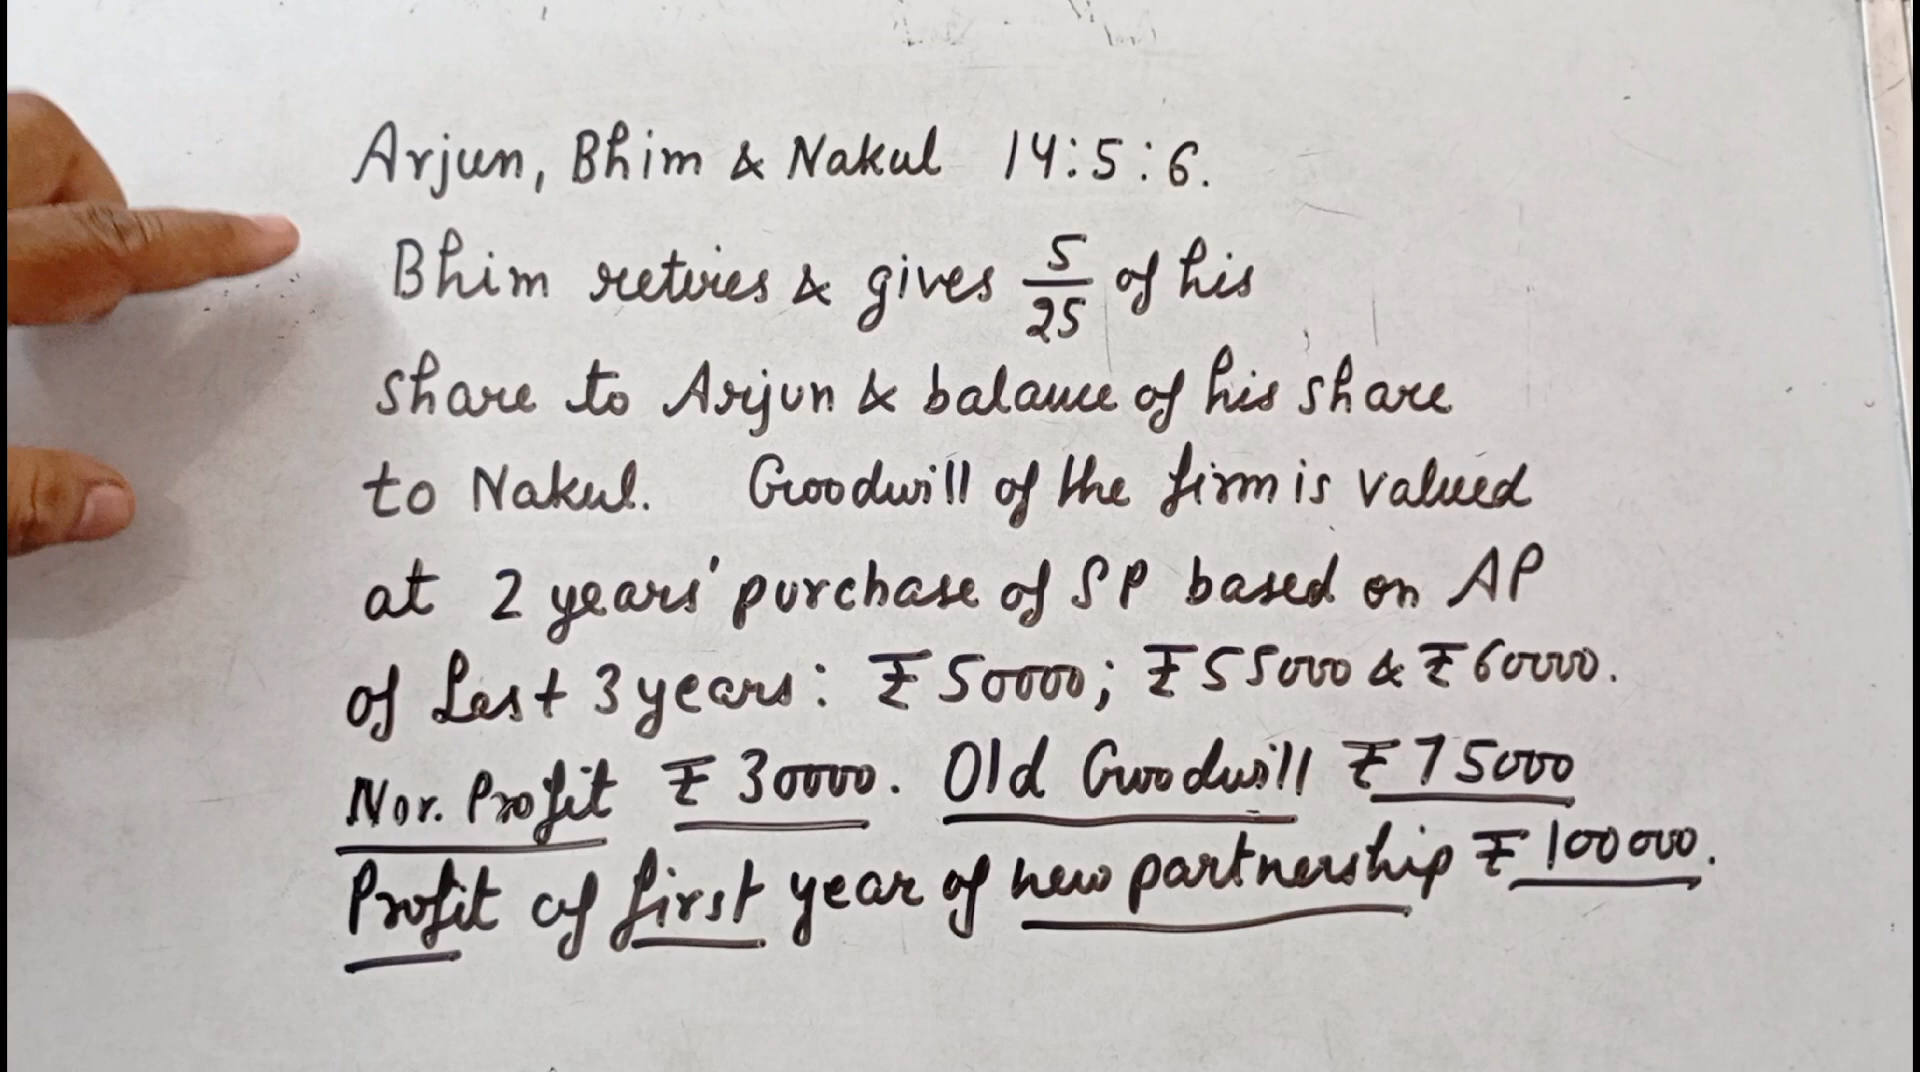 Arjun, Bhim & Nakul 14:5:6.
Bhim retires & gives 5/25 of his
share to Arjun & balance of his share
to Nakul. Goodwill of the firm is valued
at 2 years' purchase of SP based on AP
of Last 3 years: ₹50000; ₹55000 & ₹60000.
Nor. Profit ₹30000. Old Goodwill ₹75000
Profit of first year of new partnership ₹100000.